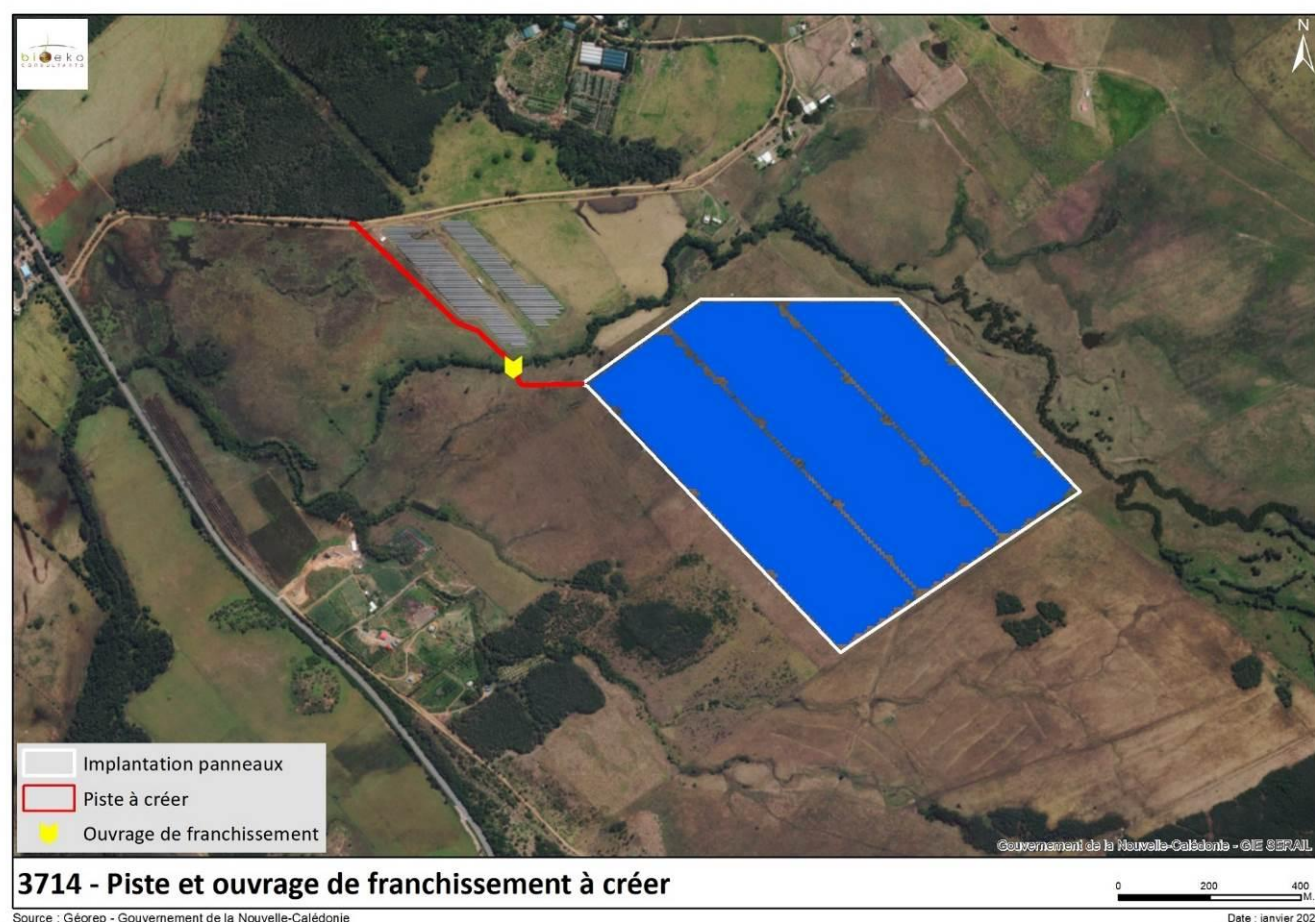 bioeko
CONSULTANTS
N
Implantation panneaux
Piste à créer
Ouvrage de franchissement
Gouvernement de la Nouvelle-Calédonie - GIE SERAIL
3714 - Piste et ouvrage de franchissement à créer
0 200 400
M.
Source : Géorep - Gouvernement de la Nouvelle-Calédonie
Date : janvier 202